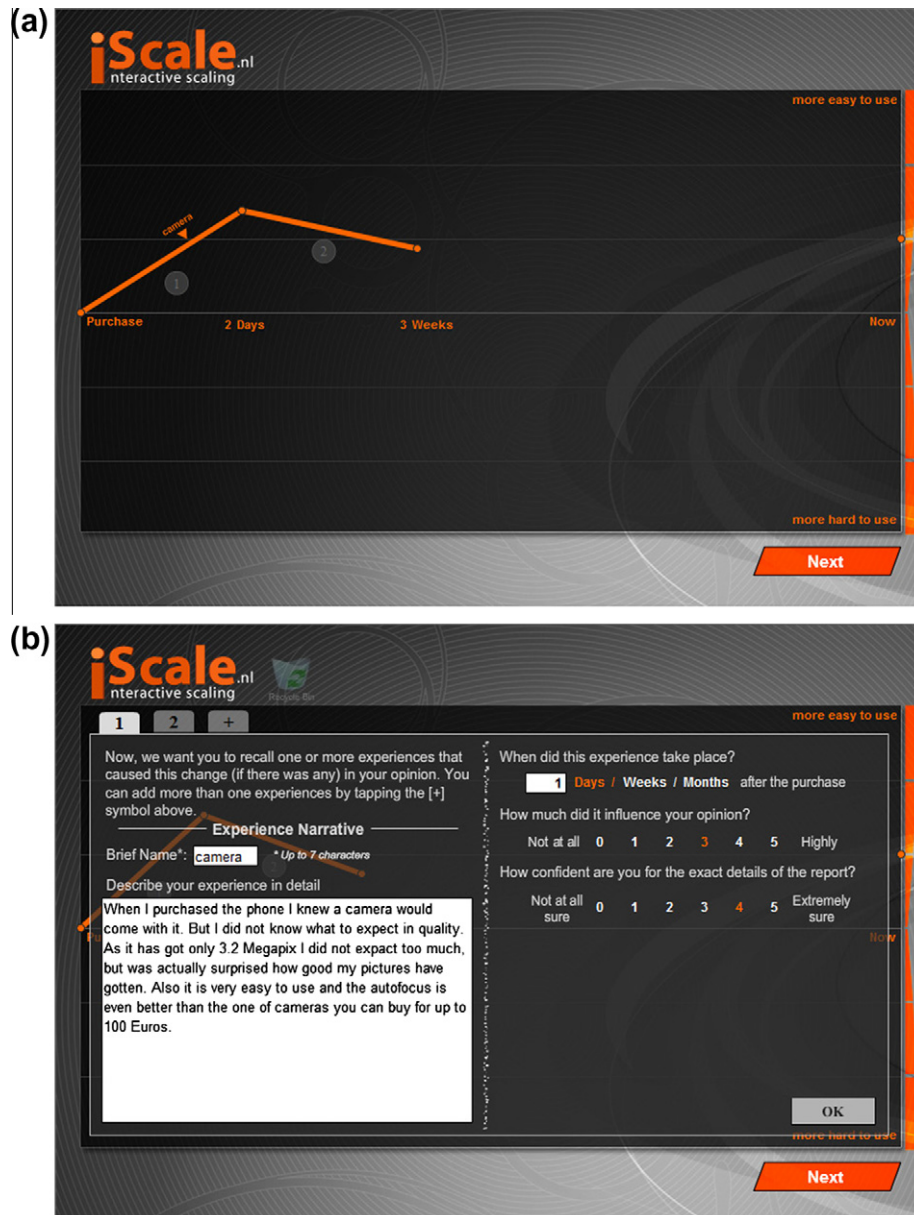 (a)
iScale.nl
nteractive scaling
more easy to use
camera
1
2
Purchase
2 Days
3 Weeks
Now
more hard to use
Next
(b)
iScale.nl
nteractive scaling
Recycle Bin
1 2 +
more easy to use
Now, we want you to recall one or more experiences that
caused this change (if there was any) in your opinion. You
can add more than one experiences by tapping the [+]
symbol above.
Experience Narrative
Brief Name*: camera * Up to 7 characters
Describe your experience in detail
When I purchased the phone I knew a camera would
come with it. But I did not know what to expect in quality.
As it has got only 3.2 Megapix I did not expact too much,
but was actually surprised how good my pictures have
gotten. Also it is very easy to use and the autofocus is
even better than the one of cameras you can buy for up to
100 Euros.
When did this experience take place?
1 Days / Weeks / Months after the purchase
How much did it influence your opinion?
Not at all 0 1 2 3 4 5 Highly
How confident are you for the exact details of the report?
Not at all sure 0 1 2 3 4 5 Extremely sure
Now
OK
more hard to use
Next